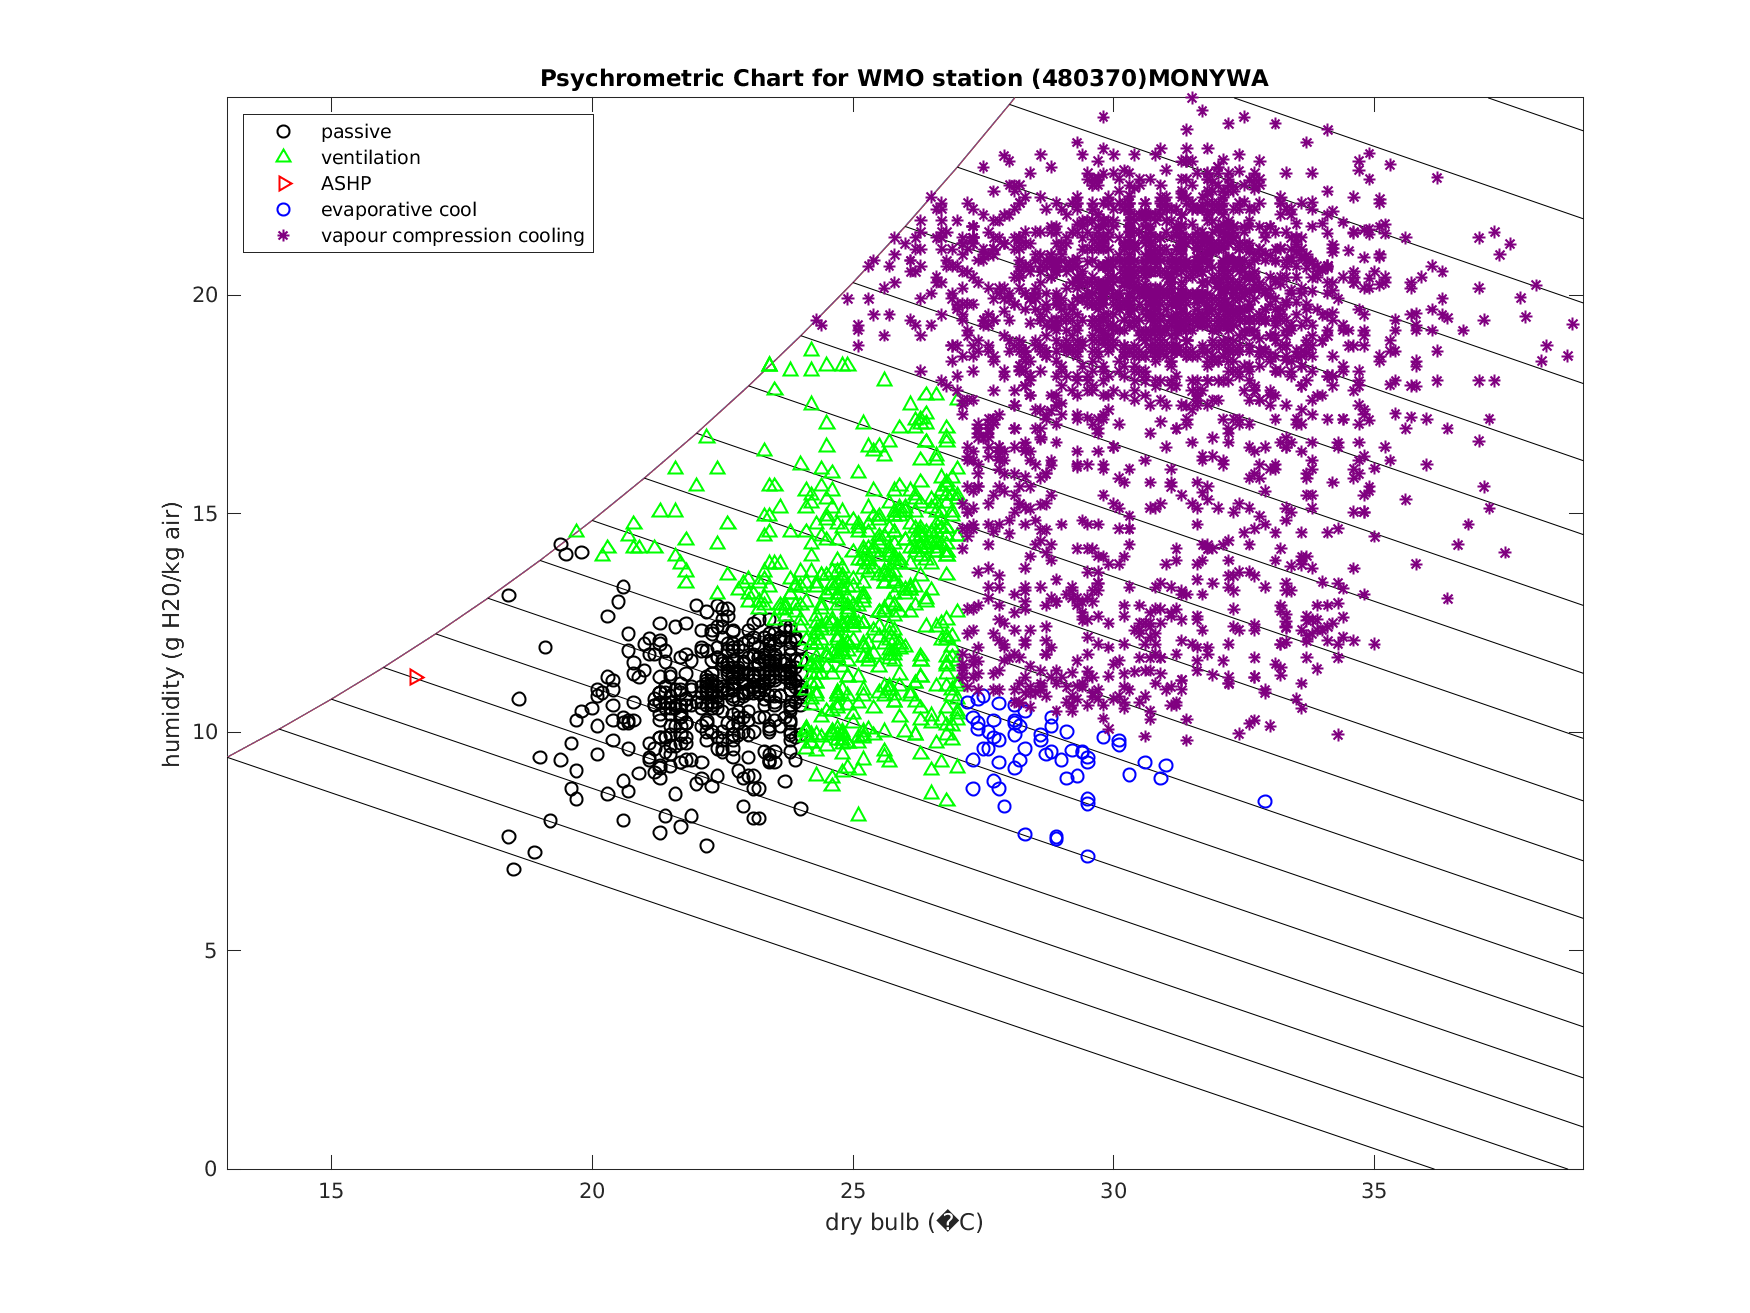 Psychrometric Chart for WMO station (480370)MONYWA
passive
ventilation
ASHP
evaporative cool
vapour compression cooling
humidity (g H20/kg air)
20
15
10
5
0
15 20 25 30 35
dry bulb (�C)